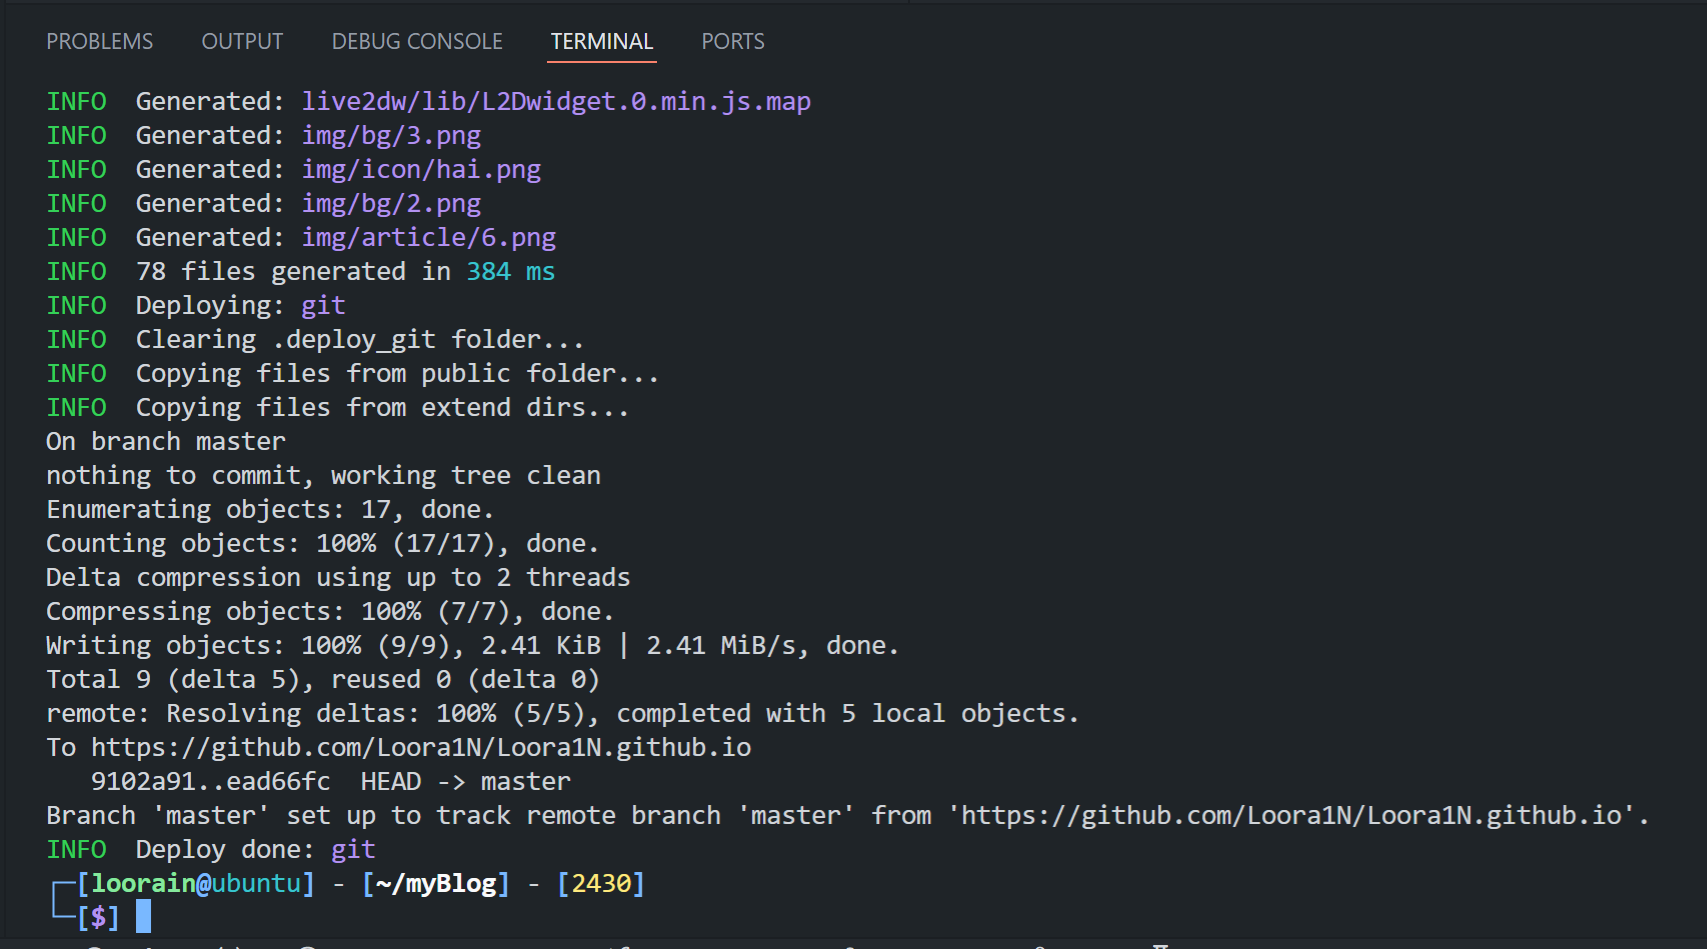 PROBLEMS OUTPUT DEBUG CONSOLE TERMINAL PORTS
INFO  Generated: live2dw/lib/L2Dwidget.0.min.js.map
INFO  Generated: img/bg/3.png
INFO  Generated: img/icon/hai.png
INFO  Generated: img/bg/2.png
INFO  Generated: img/article/6.png
INFO  78 files generated in 384 ms
INFO  Deploying: git
INFO  Clearing .deploy_git folder...
INFO  Copying files from public folder...
INFO  Copying files from extend dirs...
On branch master
nothing to commit, working tree clean
Enumerating objects: 17, done.
Counting objects: 100% (17/17), done.
Delta compression using up to 2 threads
Compressing objects: 100% (7/7), done.
Writing objects: 100% (9/9), 2.41 KiB | 2.41 MiB/s, done.
Total 9 (delta 5), reused 0 (delta 0)
remote: Resolving deltas: 100% (5/5), completed with 5 local objects.
To https://github.com/Loora1N/Loora1N.github.io
   9102a91..ead66fc  HEAD -> master
Branch 'master' set up to track remote branch 'master' from 'https://github.com/Loora1N/Loora1N.github.io'.
INFO  Deploy done: git
┌─[loorain@ubuntu] - [~/myBlog] - [2430]
└─[$]